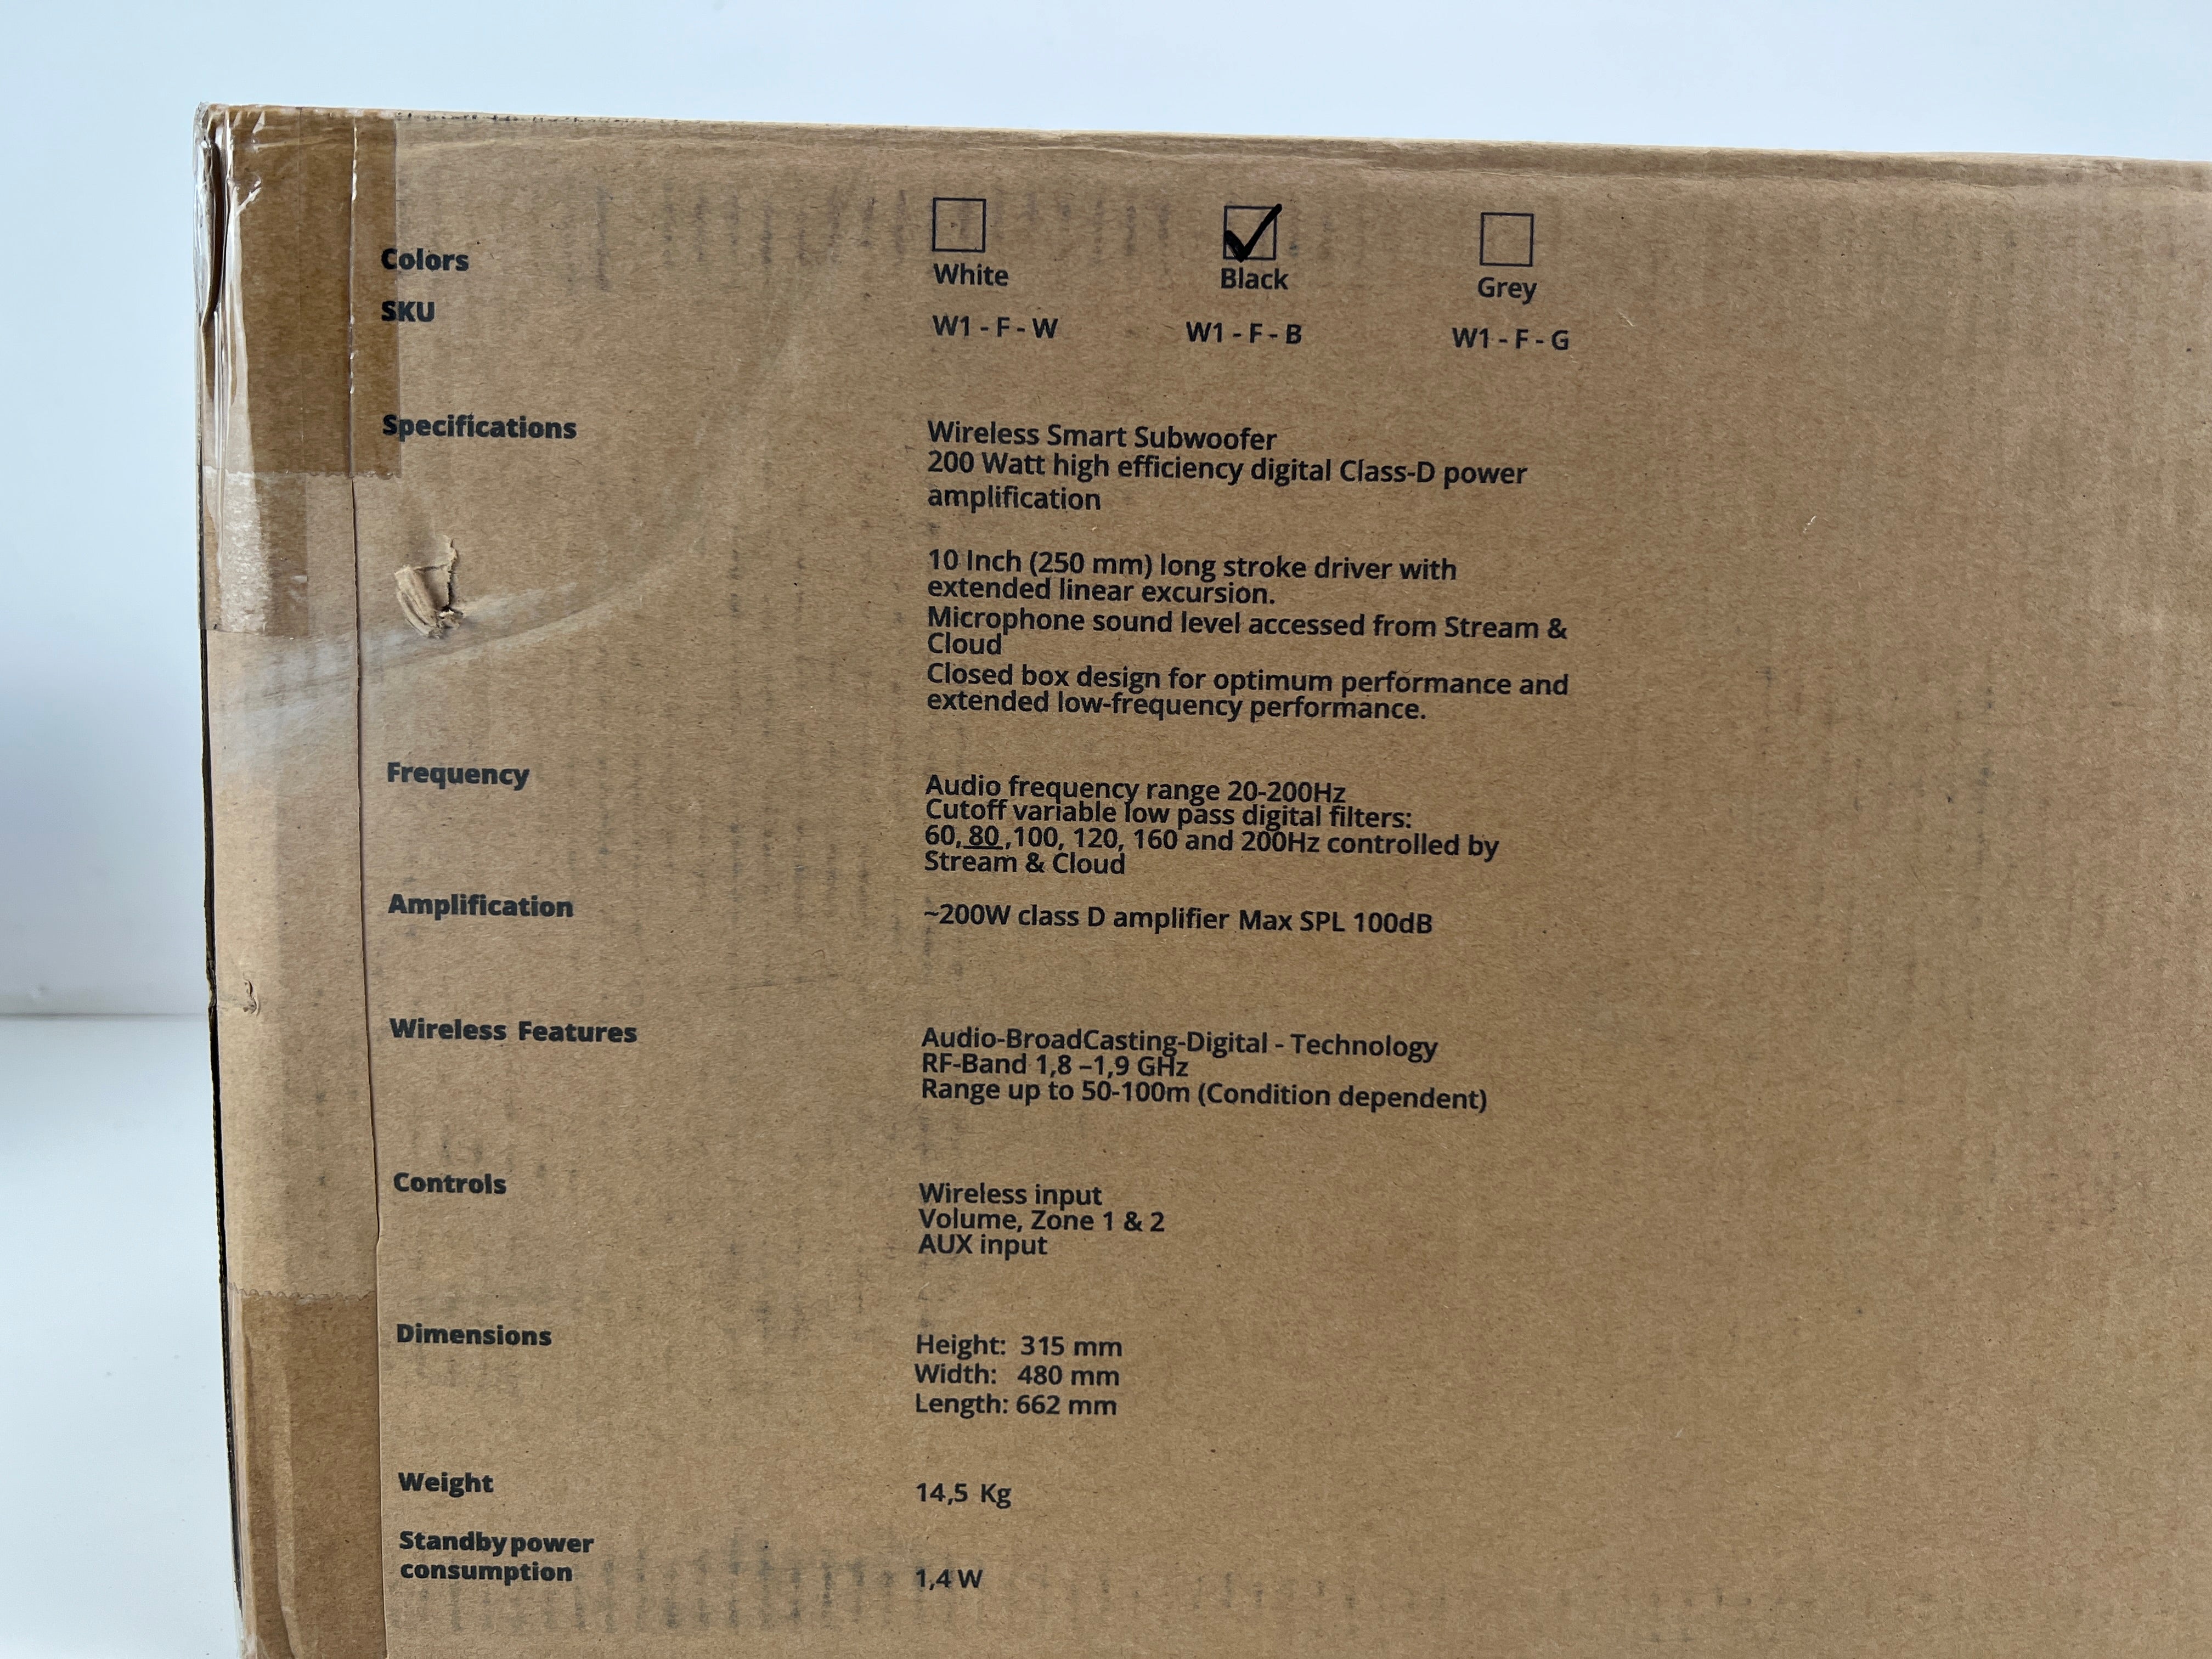 Colors
White
Black
Grey
SKU
W1 - F - W
W1 - F - B
W1 - F - G
Specifications
Wireless Smart Subwoofer
200 Watt high efficiency digital Class-D power
amplification
10 Inch (250 mm) long stroke driver with
extended linear excursion.
Microphone sound level accessed from Stream &
Cloud
Closed box design for optimum performance and
extended low-frequency performance.
Frequency
Audio frequency range 20-200Hz
Cutoff variable low pass digital filters:
60, 80 ,100, 120, 160 and 200Hz controlled by
Stream & Cloud
Amplification
~200W class D amplifier Max SPL 100dB
Wireless Features
Audio-BroadCasting-Digital - Technology
RF-Band 1,8 –1,9 GHz
Range up to 50-100m (Condition dependent)
Controls
Wireless input
Volume, Zone 1 & 2
AUX input
Dimensions
Height: 315 mm
Width: 480 mm
Length: 662 mm
Weight
14,5 Kg
Standby power
consumption
1,4 W